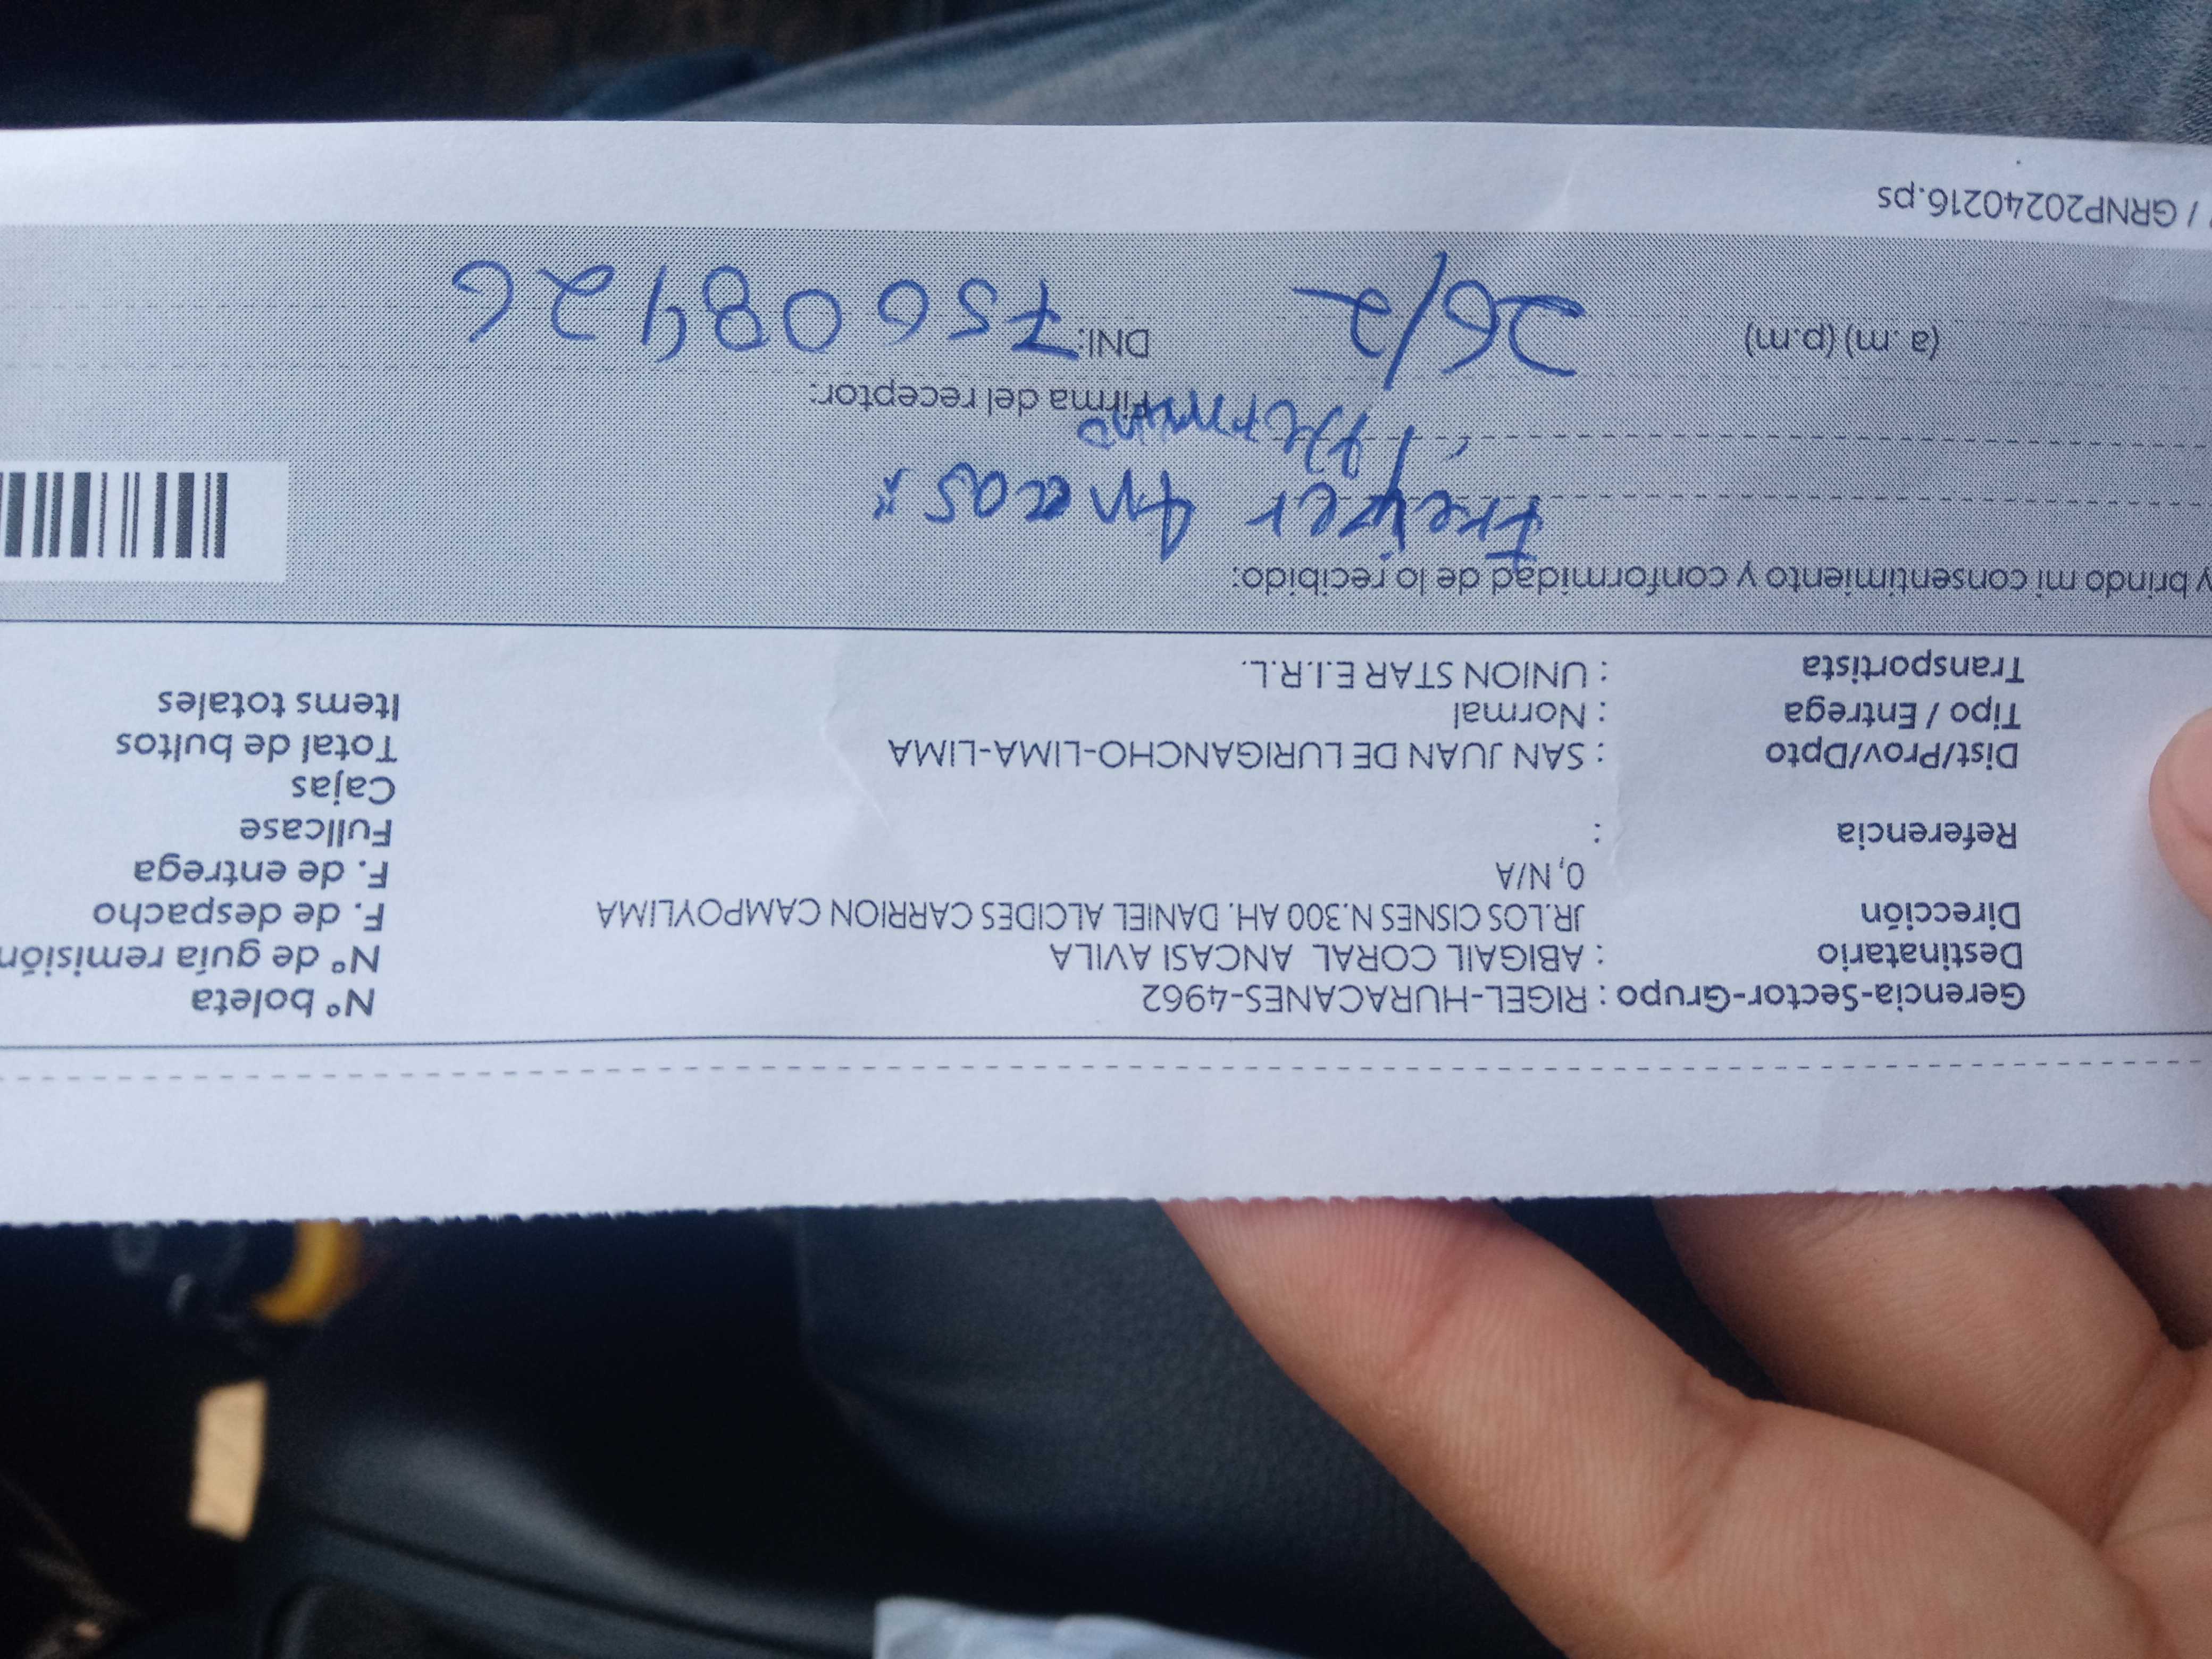 Gerencia-Sector-Grupo : RIGEL-HURACANES-4962
Destinatario : ABIGAIL CORAL ANCASI AVILA
Dirección JR.LOS CISNES N.300 AH. DANIEL ALCIDES CARRION CAMPOYLIMA
0,N/A
Referencia :
Dist/Prov/Dpto : SAN JUAN DE LURIGANCHO-LIMA-LIMA
Tipo / Entrega : Normal
Transportista : UNION STAR E.I.R.L.
N° boleta
N° de guía remisión
F. de despacho
F. de entrega
Fullcase
Cajas
Total de bultos
Items totales
y brindo mi consentimiento y conformidad de lo recibido:
Hermano
Firma del receptor:
(a.m) (p.m) 26/2 DNI: 75608426
/ GRNP20240216.ps